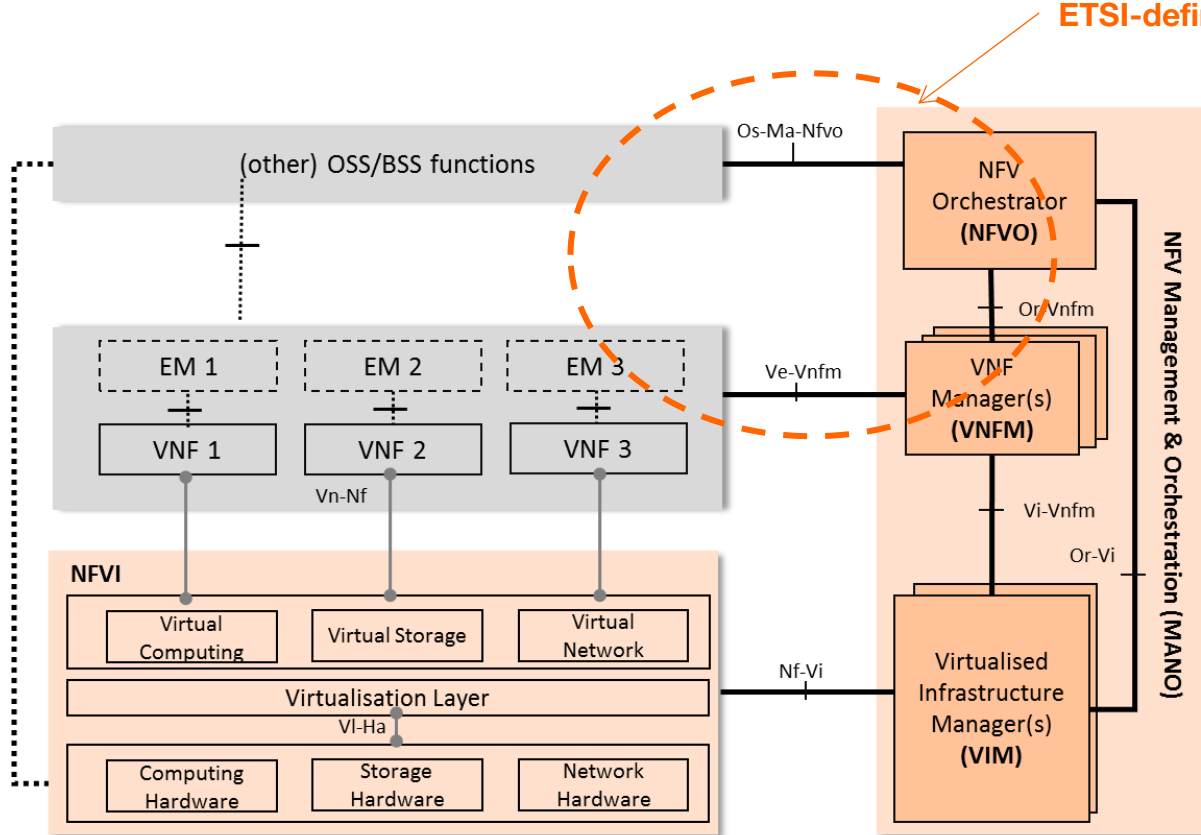 ETSI-defi
Os-Ma-Nfvo
(other) OSS/BSS functions
NFV
Orchestrator
(NFVO)
Or-Vnfm
EM 1
EM 2
EM 3
Ve-Vnfm
VNF
Manager(s)
(VNFM)
VNF 1
VNF 2
VNF 3
Vn-Nf
Vi-Vnfm
Or-Vi
NFV Management & Orchestration (MANO)
NFVI
Virtual
Computing
Virtual Storage
Virtual
Network
Nf-Vi
Virtualised
Infrastructure
Manager(s)
(VIM)
Virtualisation Layer
Vl-Ha
Computing
Hardware
Storage
Hardware
Network
Hardware